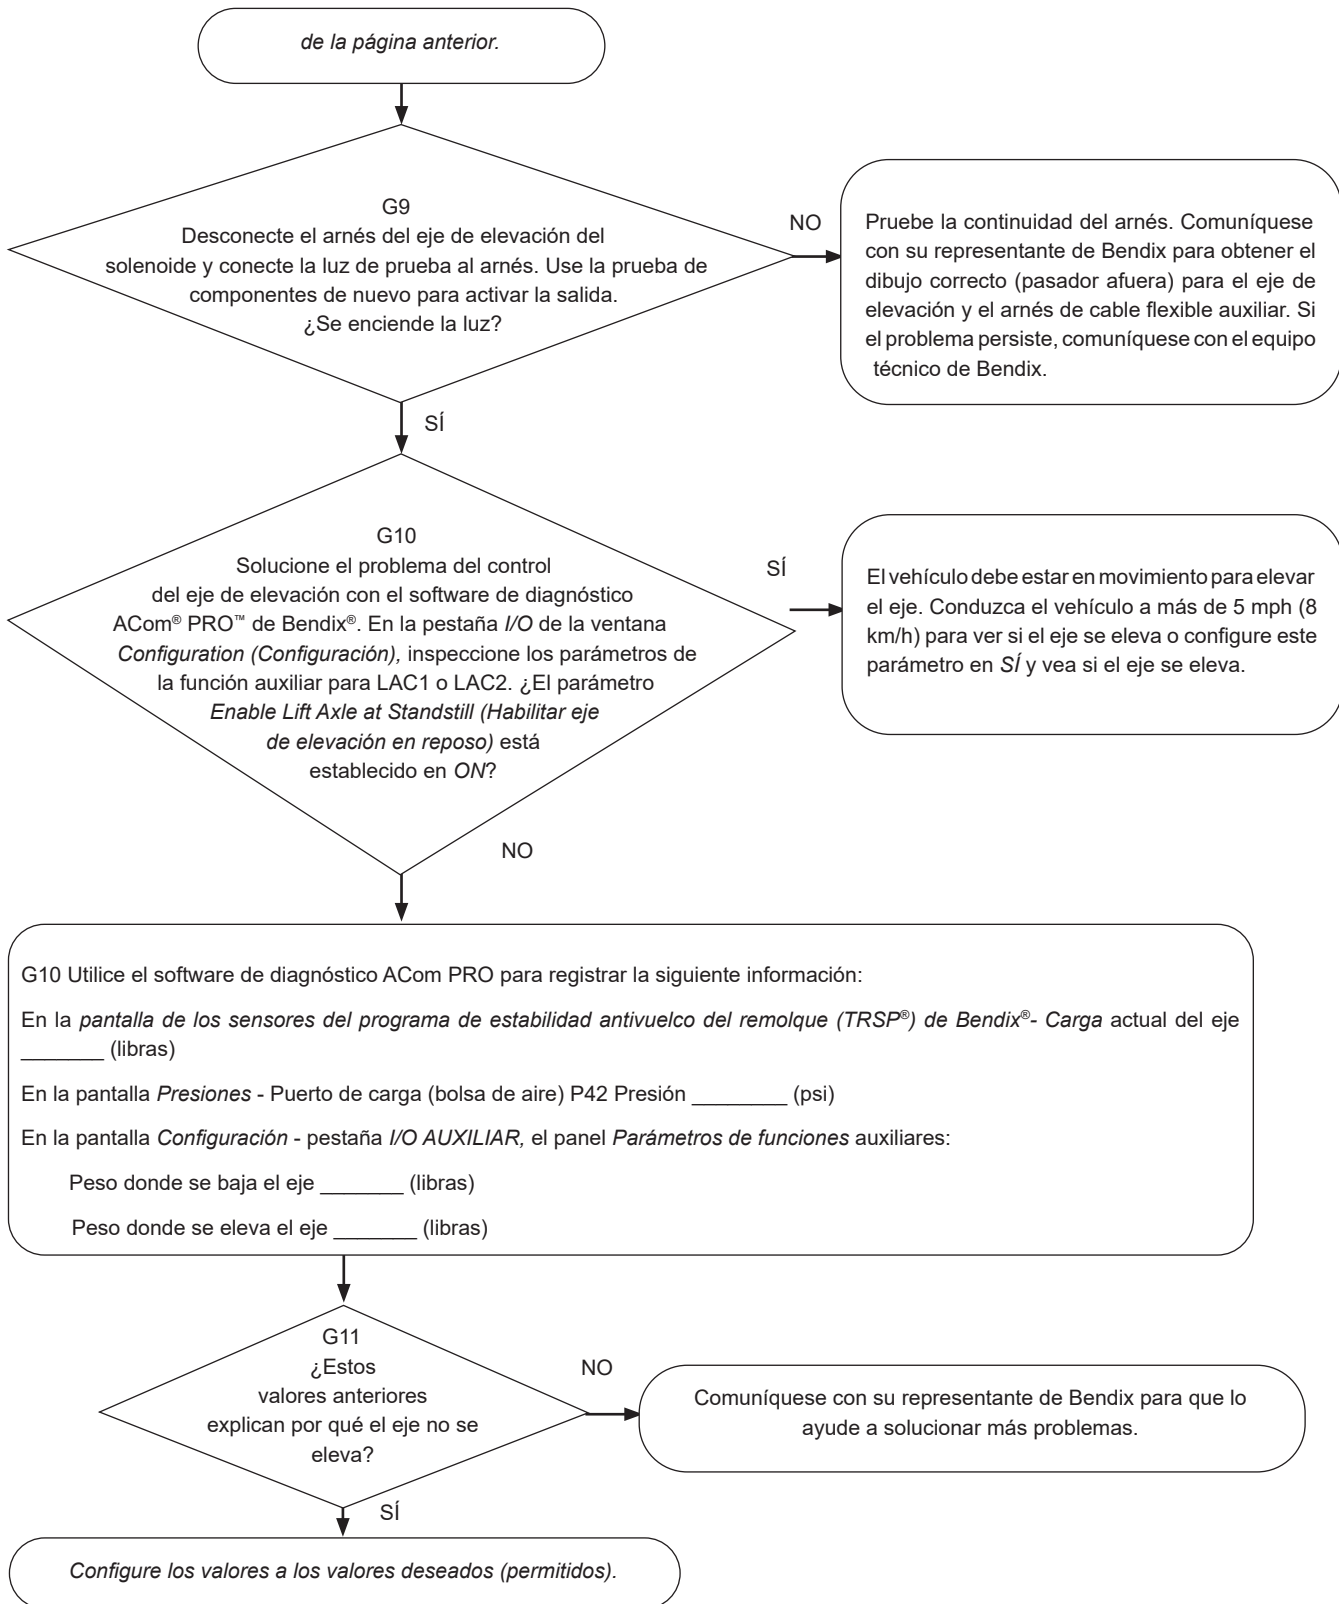 de la página anterior.
G9
Desconecte el arnés del eje de elevación del
solenoide y conecte la luz de prueba al arnés. Use la prueba de
componentes de nuevo para activar la salida.
¿Se enciende la luz?
NO
Pruebe la continuidad del arnés. Comuníquese
con su representante de Bendix para obtener el
dibujo correcto (pasador afuera) para el eje de
elevación y el arnés de cable flexible auxiliar. Si
el problema persiste, comuníquese con el equipo
técnico de Bendix.
SÍ
G10
Solucione el problema del control
del eje de elevación con el software de diagnóstico
ACom® PRO™ de Bendix®. En la pestaña I/O de la ventana
Configuration (Configuración), inspeccione los parámetros de
la función auxiliar para LAC1 o LAC2. ¿El parámetro
Enable Lift Axle at Standstill (Habilitar eje
de elevación en reposo) está
establecido en ON?
SÍ
El vehículo debe estar en movimiento para elevar
el eje. Conduzca el vehículo a más de 5 mph (8
km/h) para ver si el eje se eleva o configure este
parámetro en SÍ y vea si el eje se eleva.
NO
G10 Utilice el software de diagnóstico ACom PRO para registrar la siguiente información:
En la pantalla de los sensores del programa de estabilidad antivuelco del remolque (TRSP®) de Bendix®- Carga actual del eje
_______ (libras)
En la pantalla Presiones - Puerto de carga (bolsa de aire) P42 Presión ________ (psi)
En la pantalla Configuración - pestaña I/O AUXILIAR, el panel Parámetros de funciones auxiliares:
Peso donde se baja el eje _______ (libras)
Peso donde se eleva el eje _______ (libras)
G11
¿Estos
valores anteriores
explican por qué el eje no se
eleva?
NO
Comuníquese con su representante de Bendix para que lo
ayude a solucionar más problemas.
SÍ
Configure los valores a los valores deseados (permitidos).